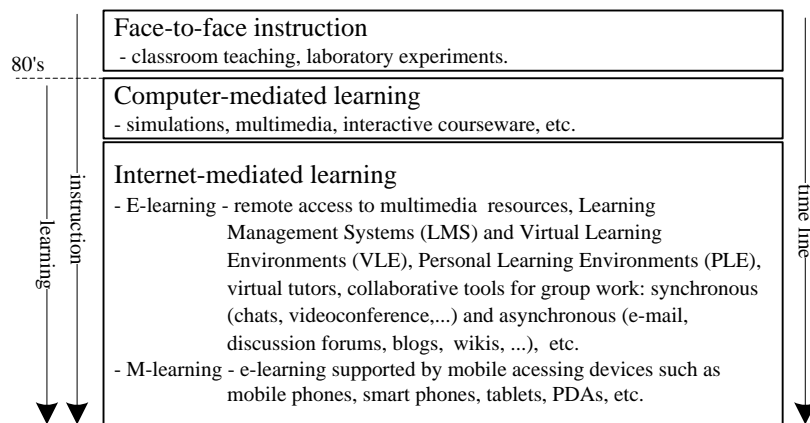 Face-to-face instruction
- classroom teaching, laboratory experiments.
80's
Computer-mediated learning
- simulations, multimedia, interactive courseware, etc.
Internet-mediated learning
- E-learning - remote access to multimedia resources, Learning
Management Systems (LMS) and Virtual Learning
Environments (VLE), Personal Learning Environments (PLE),
virtual tutors, collaborative tools for group work: synchronous
(chats, videoconference,...) and asynchronous (e-mail,
discussion forums, blogs, wikis, ...), etc.
- M-learning - e-learning supported by mobile acessing devices such as
mobile phones, smart phones, tablets, PDAs, etc.
learning
instruction
time line